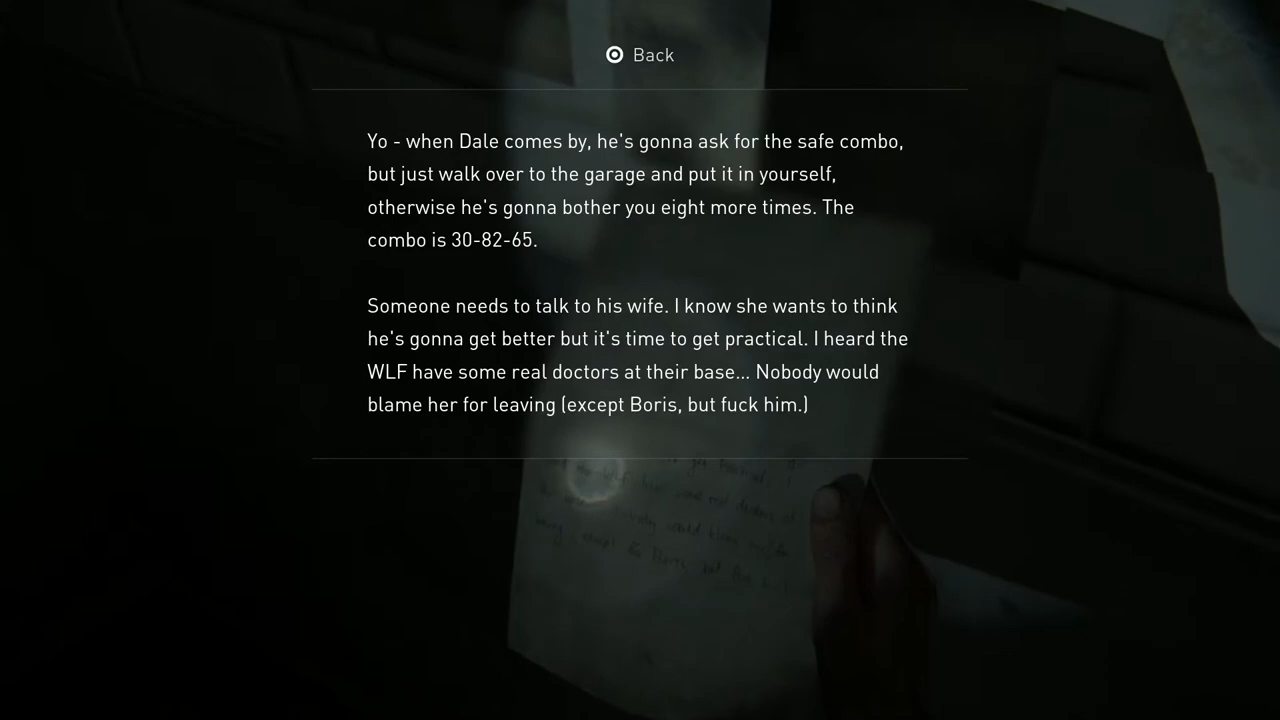 Back
Yo - when Dale comes by, he's gonna ask for the safe combo,
but just walk over to the garage and put it in yourself,
otherwise he's gonna bother you eight more times. The
combo is 30-82-65.
Someone needs to talk to his wife. I know she wants to think
he's gonna get better but it's time to get practical. I heard the
WLF have some real doctors at their base... Nobody would
blame her for leaving (except Boris, but fuck him.)